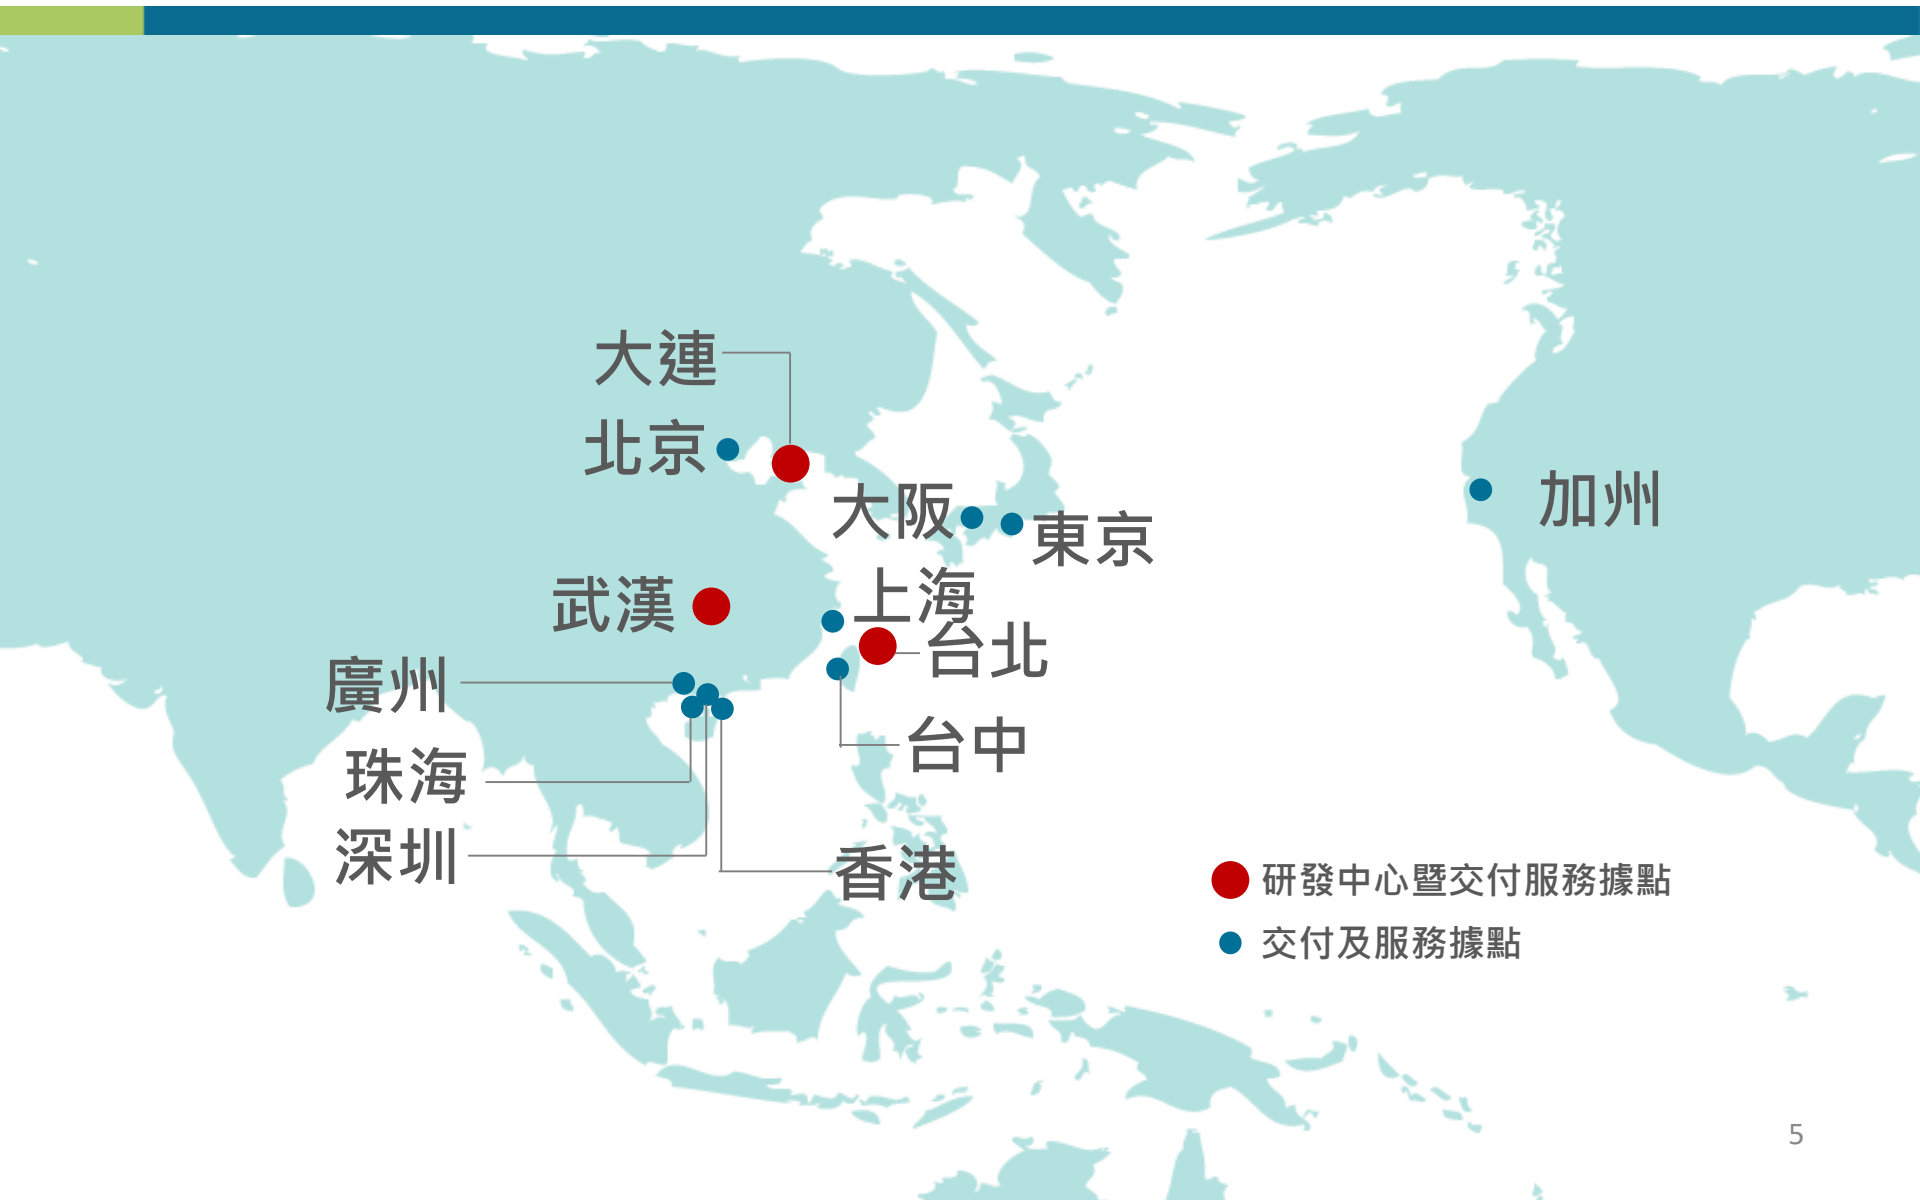 大連
北京
大阪
東京
加州
武漢
上海
台北
廣州
台中
珠海
深圳
香港
研發中心暨交付服務據點
交付及服務據點
5